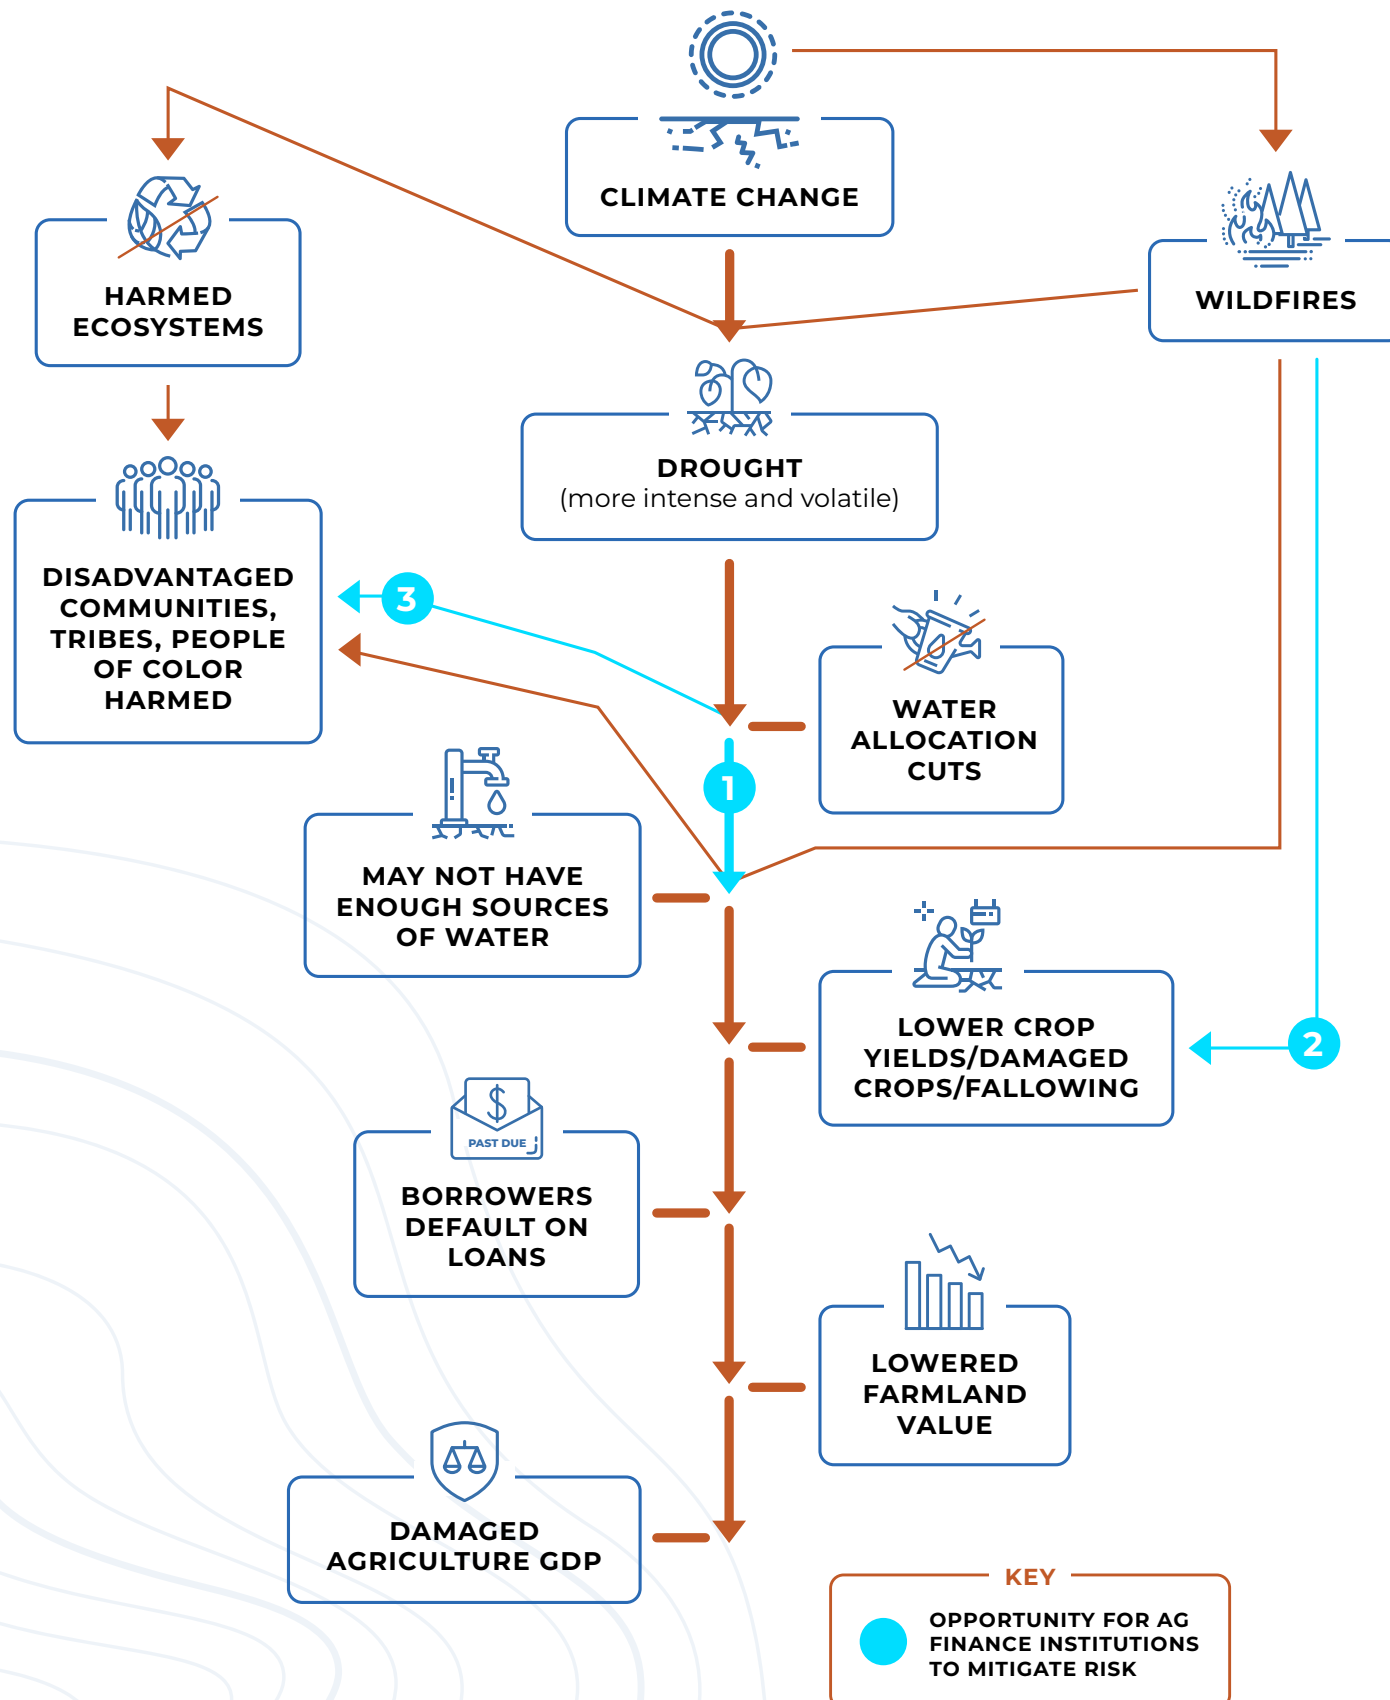 CLIMATE CHANGE
HARMED
ECOSYSTEMS
WILDFIRES
DROUGHT
(more intense and volatile)
DISADVANTAGED
COMMUNITIES,
TRIBES, PEOPLE
OF COLOR
HARMED
3
WATER
ALLOCATION
CUTS
1
MAY NOT HAVE
ENOUGH SOURCES
OF WATER
LOWER CROP
YIELDS/DAMAGED
CROPS/FALLOWING
2
PAST DUE
$
BORROWERS
DEFAULT ON
LOANS
LOWERED
FARMLAND
VALUE
DAMAGED
AGRICULTURE GDP
KEY
OPPORTUNITY FOR AG
FINANCE INSTITUTIONS
TO MITIGATE RISK